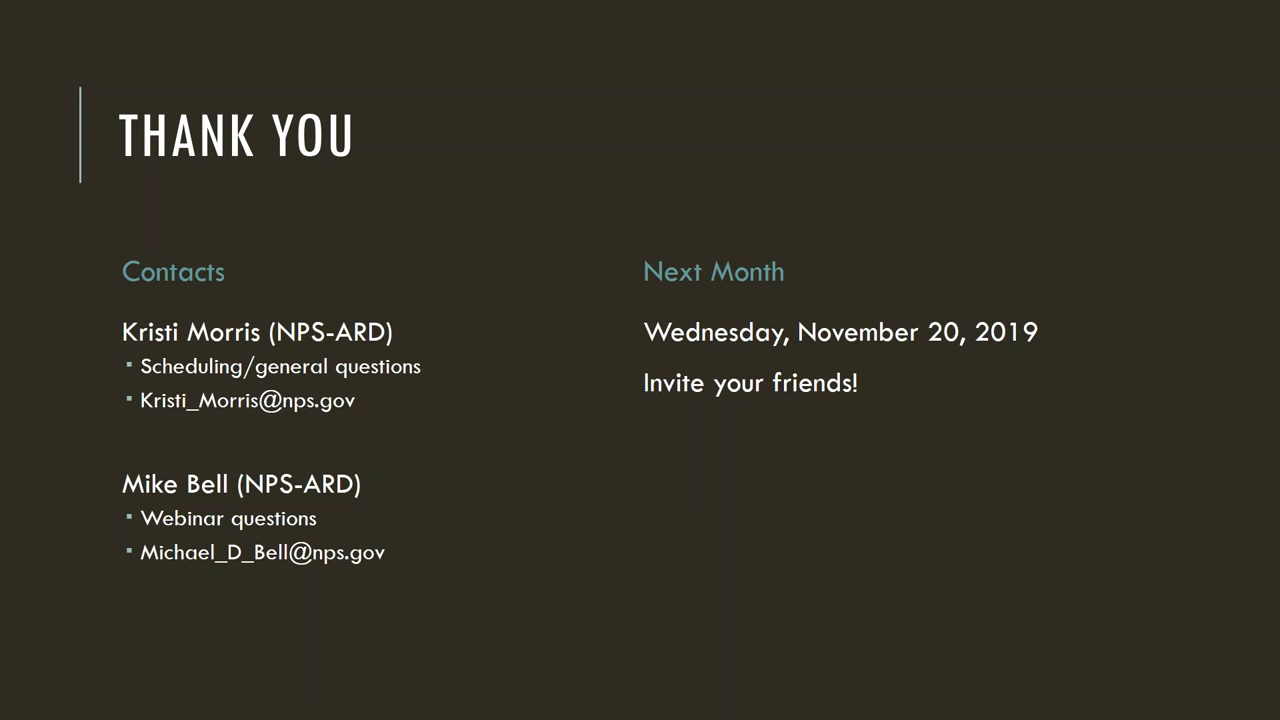 THANK YOU
Contacts
Kristi Morris (NPS-ARD)
▪ Scheduling/general questions
▪ Kristi_Morris@nps.gov
Mike Bell (NPS-ARD)
▪ Webinar questions
▪ Michael_D_Bell@nps.gov
Next Month
Wednesday, November 20, 2019
Invite your friends!